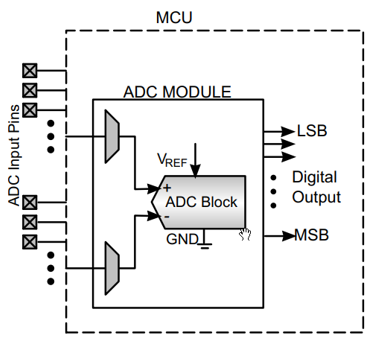 MCU
ADC MODULE
ADC Input Pins
LSB
VREF
+
ADC Block
-
Digital
Output
GND
MSB